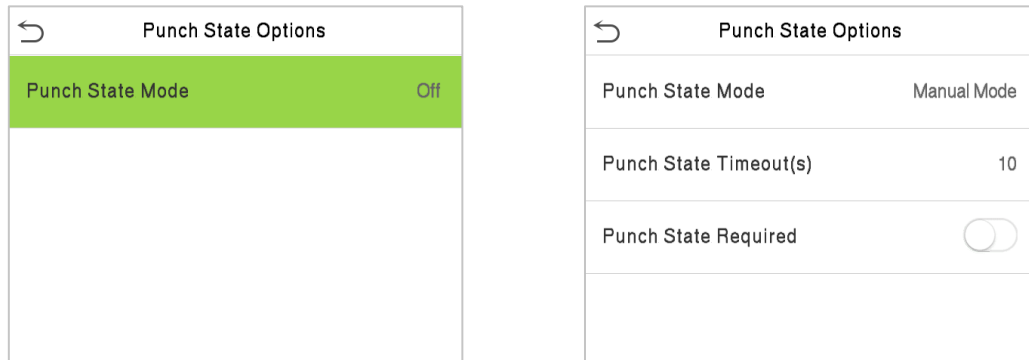 Punch State Options
Punch State Mode Off
Punch State Options
Punch State Mode Manual Mode
Punch State Timeout(s) 10
Punch State Required